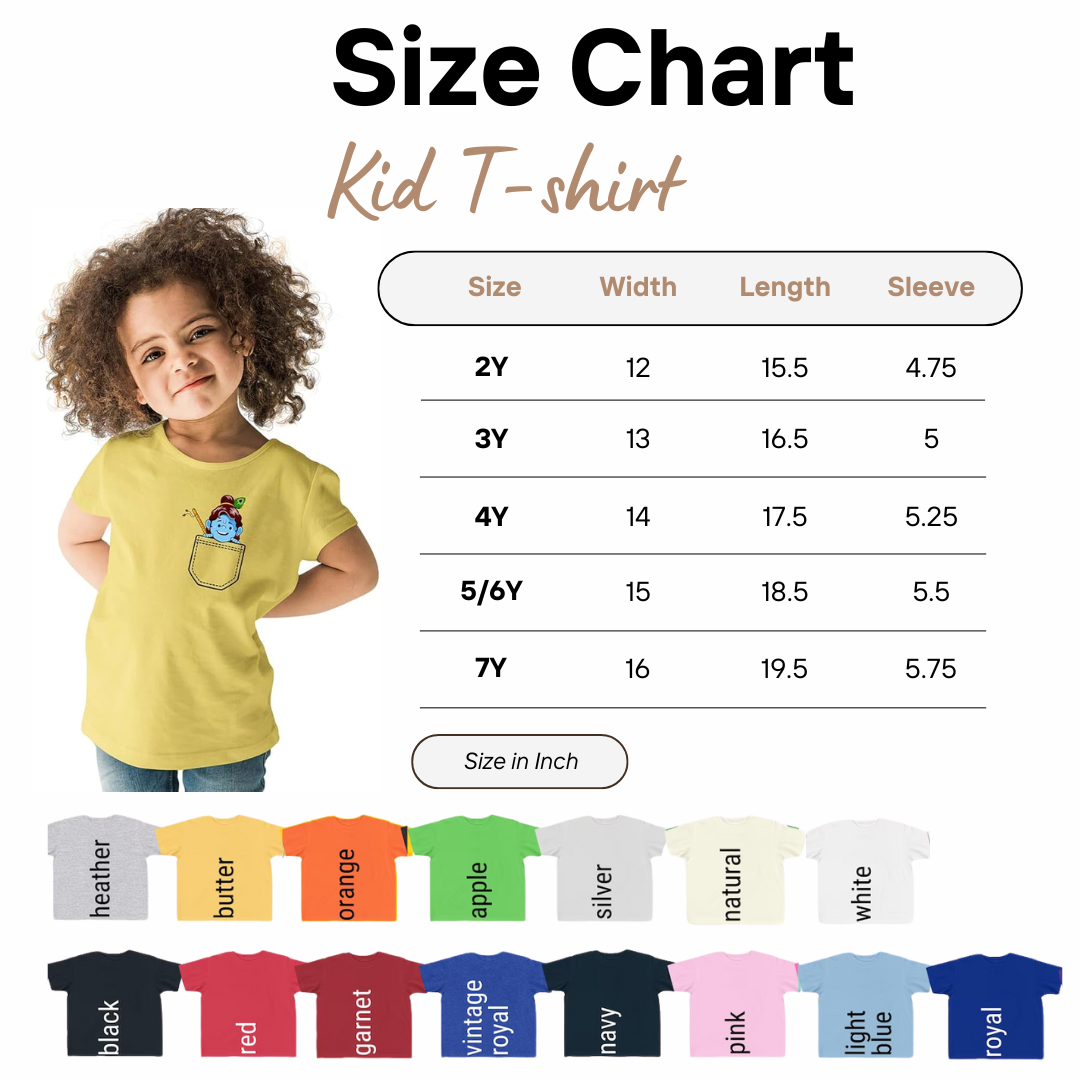 Size Chart
Kid T-shirt
Size Width Length Sleeve
2Y 12 15.5 4.75
3Y 13 16.5 5
4Y 14 17.5 5.25
5/6Y 15 18.5 5.5
7Y 16 19.5 5.75
Size in Inch
heather
butter
orange
apple
silver
natural
white
black
red
garnet
vintage
royal
navy
pink
light
blue
royal